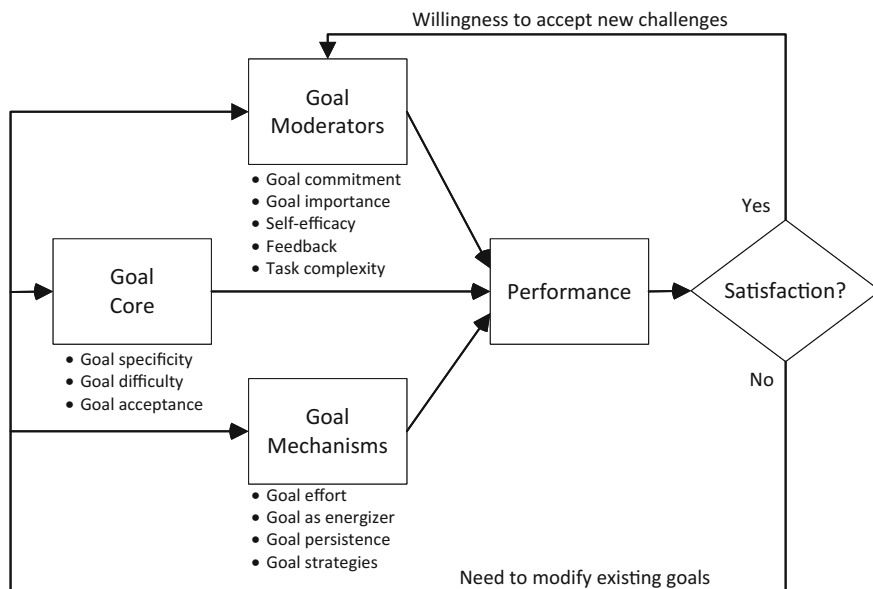 Willingness to accept new challenges
Goal
Moderators
• Goal commitment
• Goal importance
• Self-efficacy
• Feedback
• Task complexity
Yes
Goal
Core
• Goal specificity
• Goal difficulty
• Goal acceptance
Performance
Satisfaction?
No
Goal
Mechanisms
• Goal effort
• Goal as energizer
• Goal persistence
• Goal strategies
Need to modify existing goals